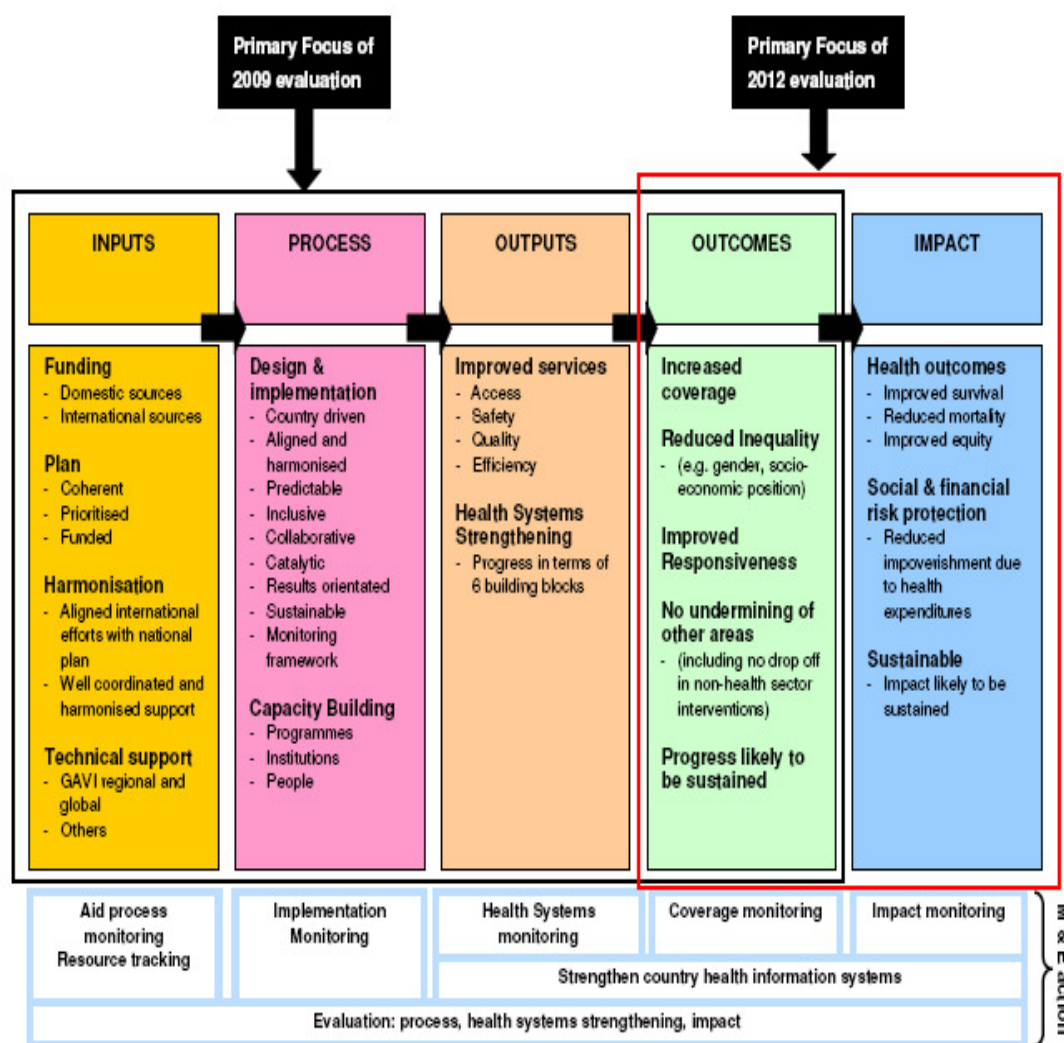 Primary Focus of
2009 evaluation
Primary Focus of
2012 evaluation
INPUTS
PROCESS
OUTPUTS
OUTCOMES
IMPACT
Funding
- Domestic sources
- International sources
Plan
- Coherent
- Prioritised
- Funded
Harmonisation
- Aligned international
efforts with national
plan
- Well coordinated and
harmonised support
Technical support
- GAVI regional and
global
- Others
Design &
implementation
- Country driven
- Aligned and
harmonised
- Predictable
- Inclusive
- Collaborative
- Catalytic
- Results orientated
- Sustainable
- Monitoring
framework
Capacity Building
- Programmes
- Institutions
- People
Improved services
- Access
- Safety
- Quality
- Efficiency
Health Systems
Strengthening
- Progress in terms of
6 building blocks
Increased
coverage
Reduced Inequality
- (e.g. gender, socio-
economic position)
Improved
Responsiveness
No undermining of
other areas
- (including no drop off
in non-health sector
interventions)
Progress likely to
be sustained
Health outcomes
- Improved survival
- Reduced mortality
- Improved equity
Social & financial
risk protection
- Reduced
impoverishment due
to health
expenditures
Sustainable
- Impact likely to be
sustained
Aid process
monitoring
Resource tracking
Implementation
Monitoring
Health Systems
monitoring
Coverage monitoring
Impact monitoring
Strengthen country health information systems
Evaluation: process, health systems strengthening, impact
M & E action